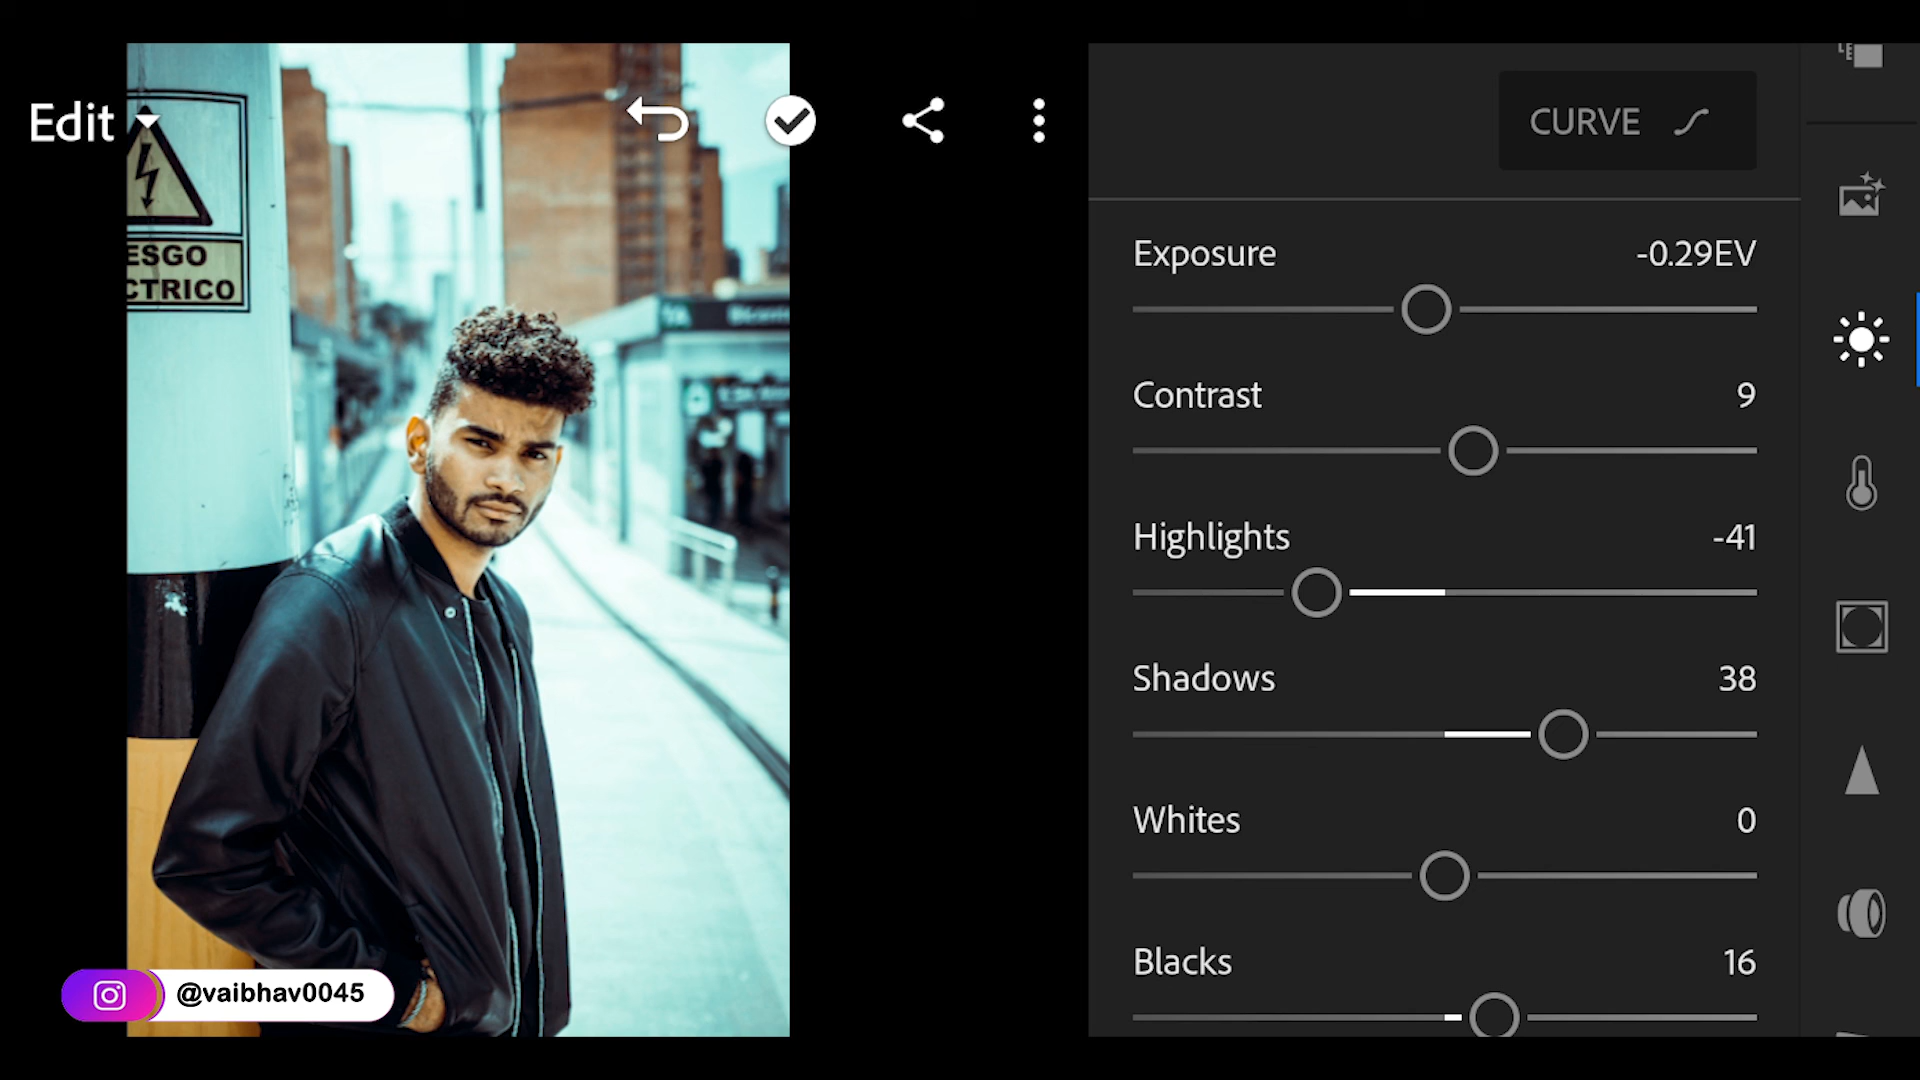 Edit
ESGO
CTRICO
CURVE
Exposure -0.29EV
Contrast 9
Highlights -41
Shadows 38
Whites 0
Blacks 16
@vaibhav0045